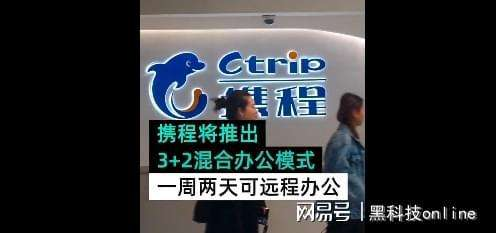 Ctrip
携程
携程将推出
3+2混合办公模式
一周两天可远程办公
网易号 | 黑科技online